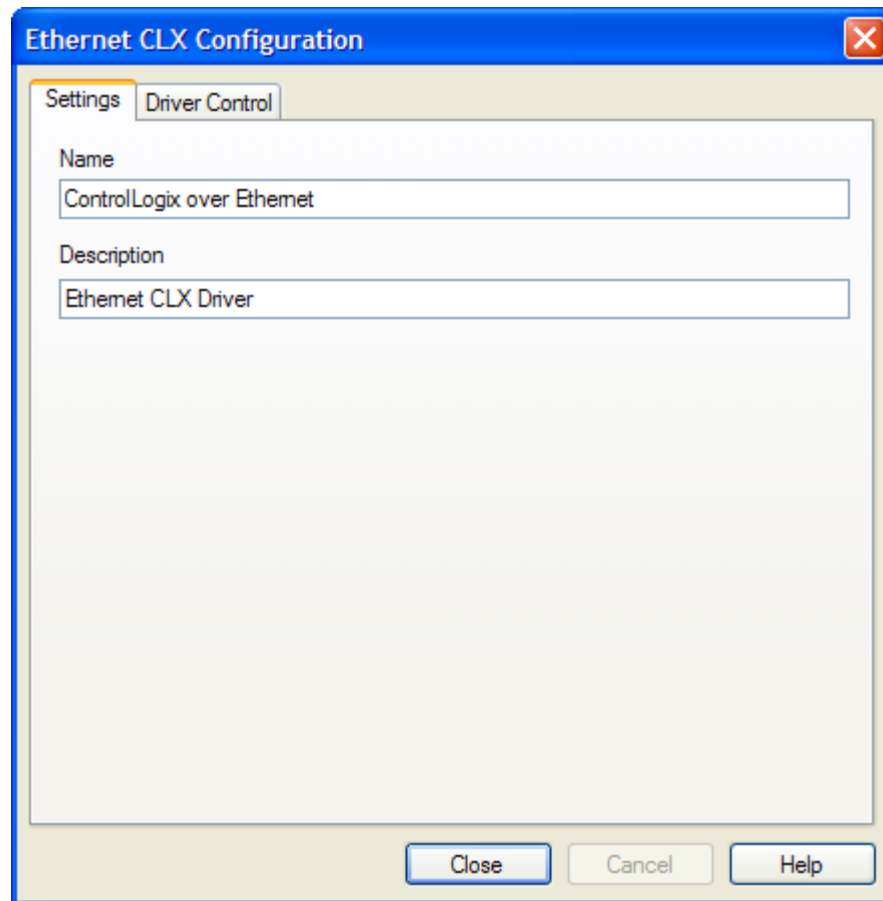 Ethernet CLX Configuration
Settings Driver Control
Name
ControlLogix over Ethernet
Description
Ethernet CLX Driver
Close Cancel Help